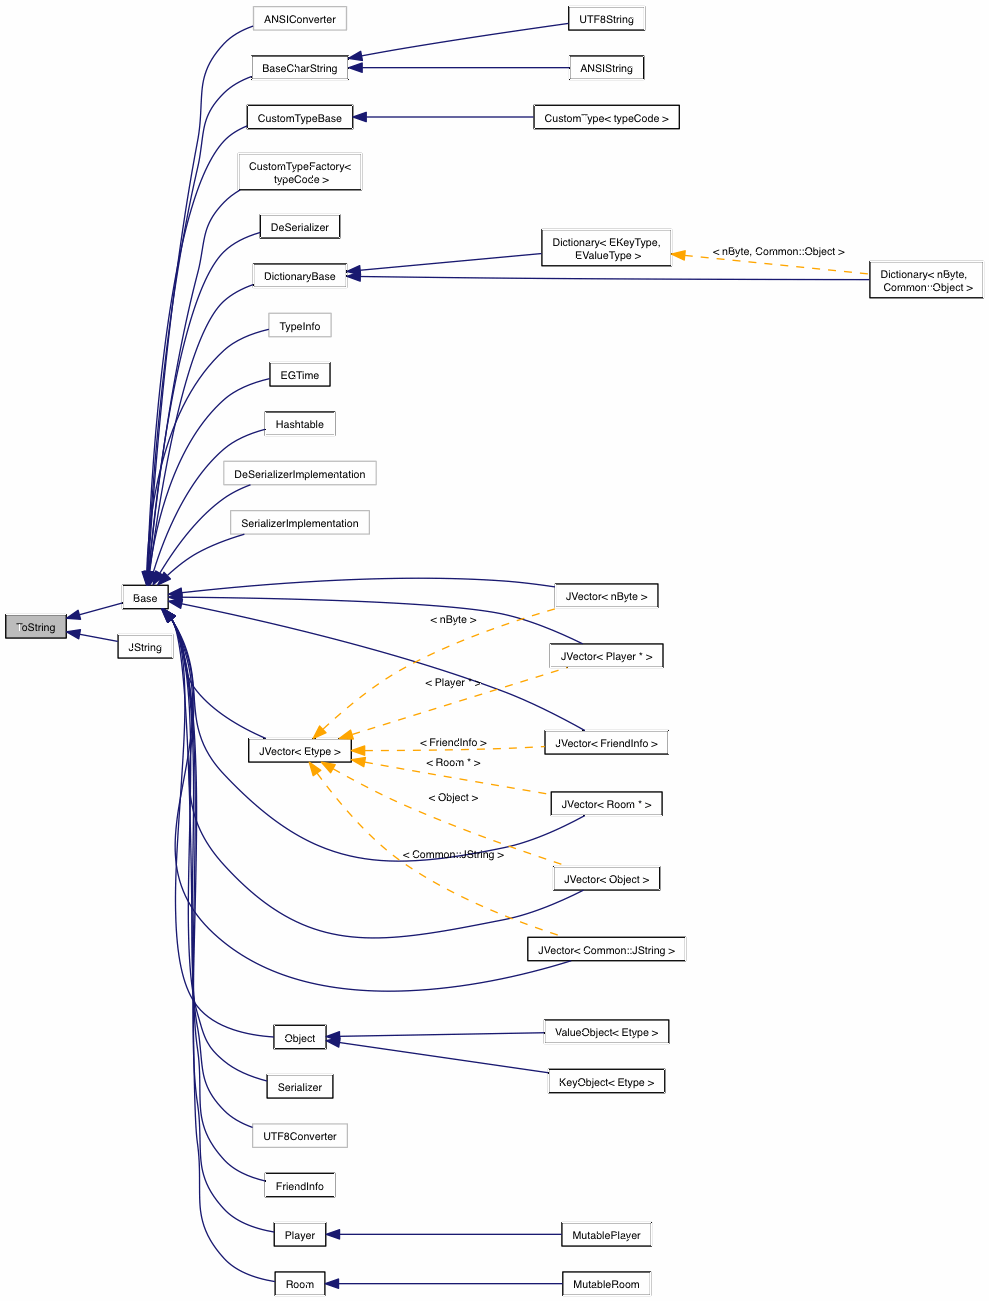 ANSIConverter
UTF8String
BaseCharString
ANSIString
CustomTypeBase
CustomType< typeCode >
CustomTypeFactory<
typeCode >
DeSerializer
Dictionary< EKeyType,
EValueType >
< nByte, Common::Object >
DictionaryBase
Dictionary< nByte,
Common::Object >
TypeInfo
EGTime
Hashtable
DeSerializerImplementation
SerializerImplementation
Base
JVector< nByte >
ToString
< nByte >
JString
JVector< Player * >
< Player * >
JVector< Etype >
< FriendInfo >
JVector< FriendInfo >
< Room * >
< Object >
JVector< Room * >
< Common::JString >
JVector< Object >
JVector< Common::JString >
Object
ValueObject< Etype >
Serializer
KeyObject< Etype >
UTF8Converter
FriendInfo
Player
MutablePlayer
Room
MutableRoom